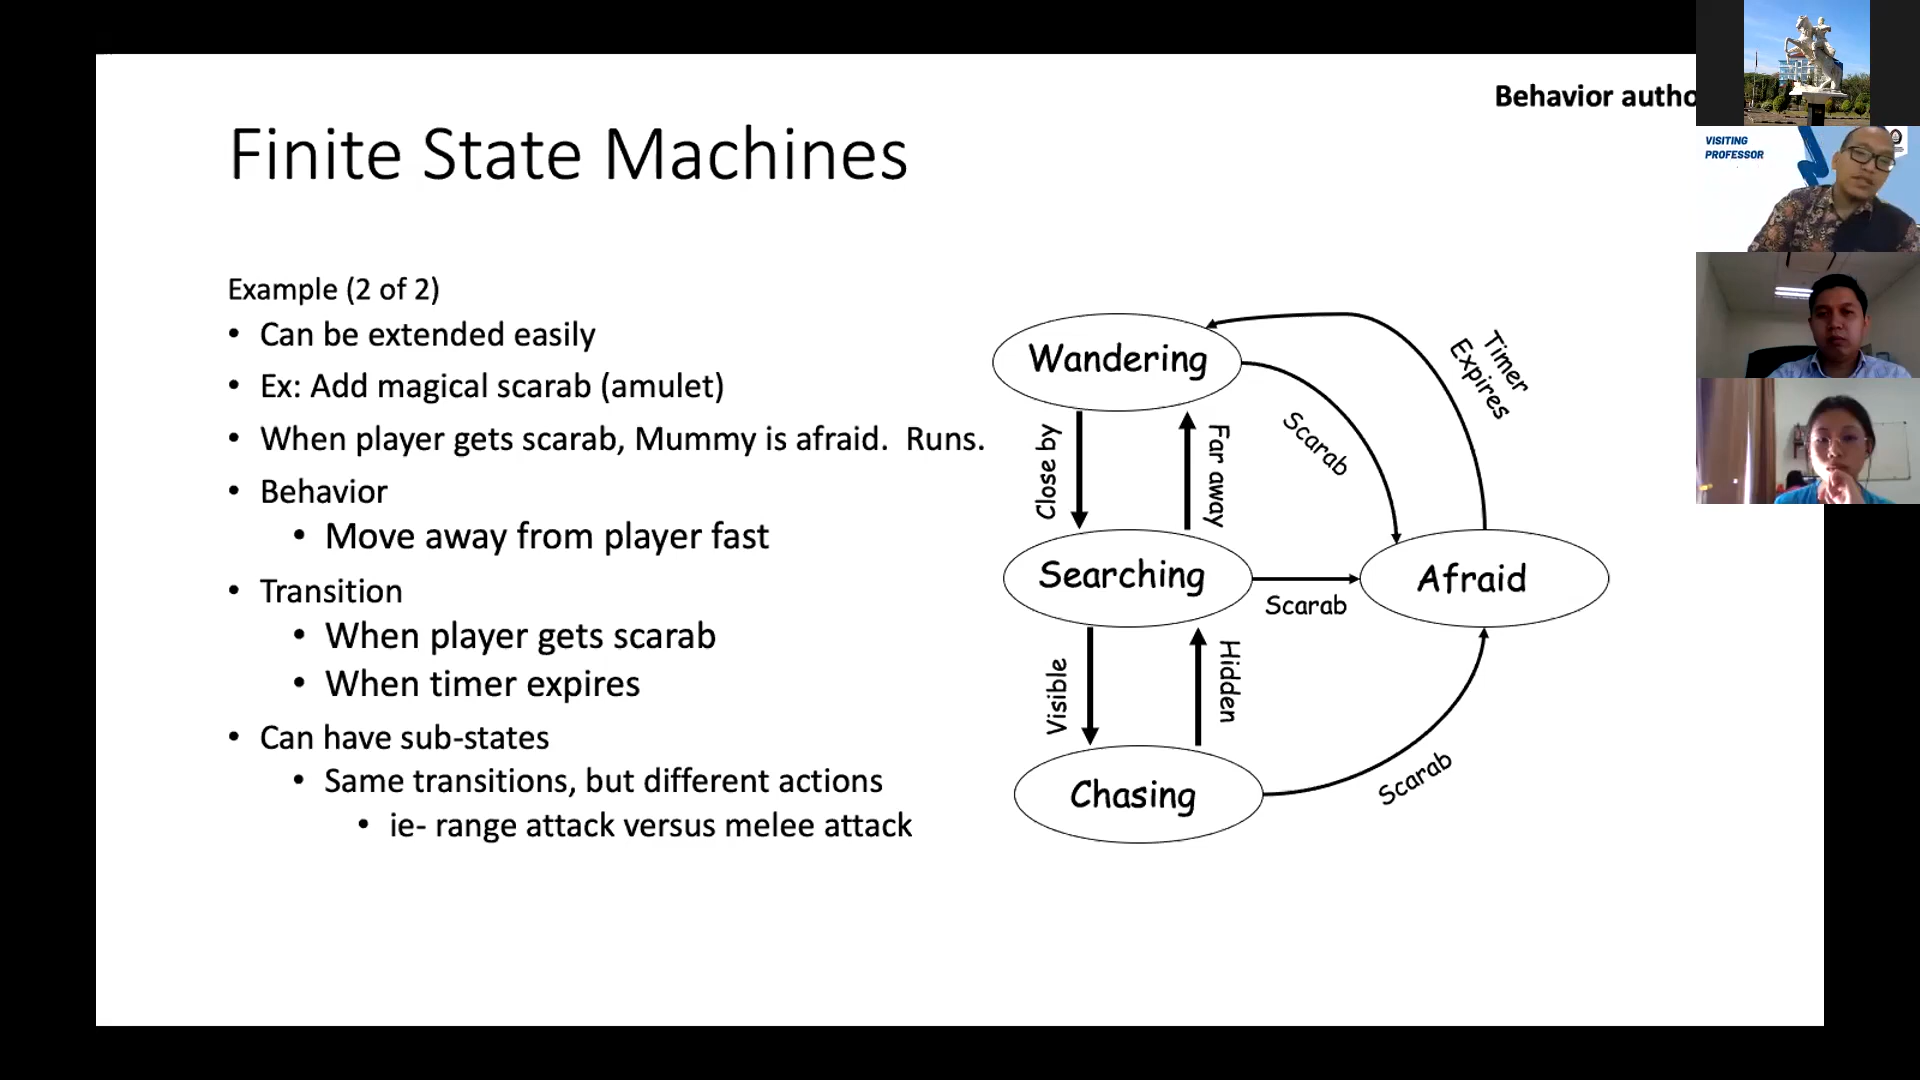 Behavior autho
Finite State Machines
Example (2 of 2)
• Can be extended easily
• Ex: Add magical scarab (amulet)
• When player gets scarab, Mummy is afraid.  Runs.
• Behavior
• Move away from player fast
• Transition
• When player gets scarab
• When timer expires
• Can have sub-states
• Same transitions, but different actions
• ie- range attack versus melee attack
Wandering
Timer
Expires
Scarab
Close by
Far away
Searching
Scarab
Afraid
Visible
Hidden
Chasing
Scarab
VISITING
PROFESSOR